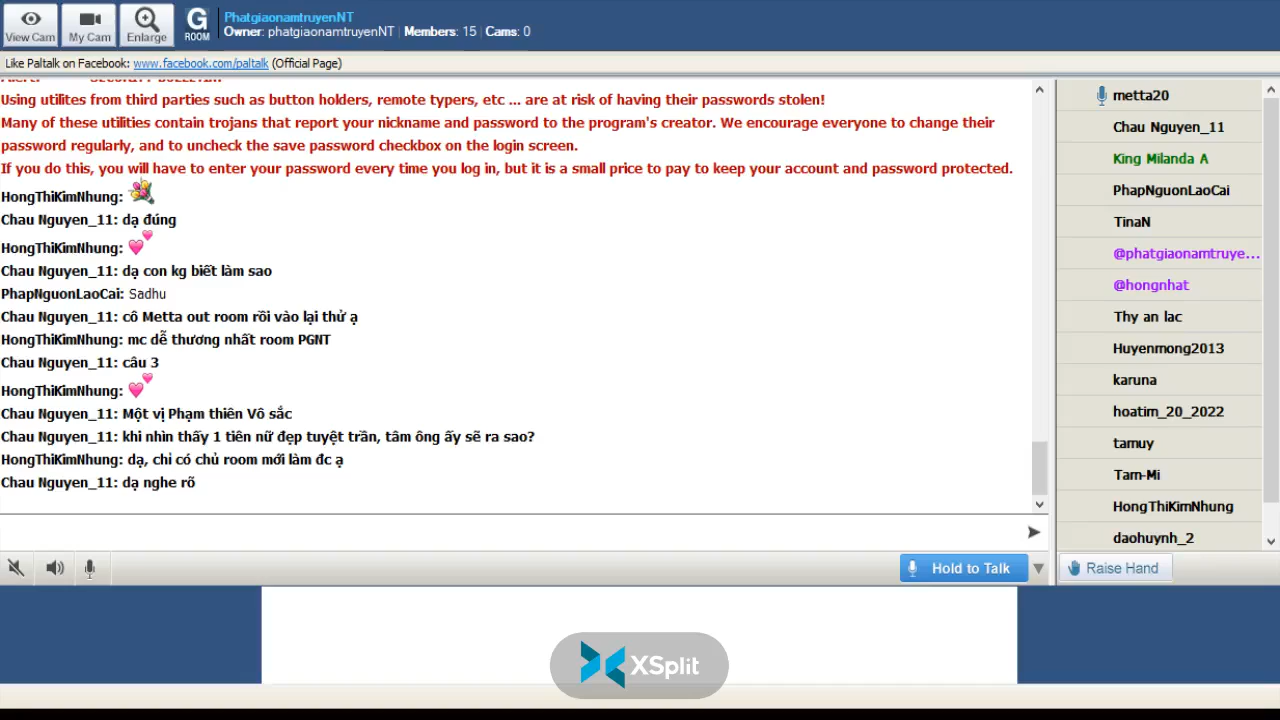 View Cam
My Cam
Enlarge
G
ROOM
PhatgiaonamtruyenNT
Owner: phatgiaonamtruyenNT Members: 15 Cams: 0
Like Paltalk on Facebook: www.facebook.com/paltalk (Official Page)
Using utilites from third parties such as button holders, remote typers, etc ... are at risk of having their passwords stolen!
Many of these utilities contain trojans that report your nickname and password to the program's creator. We encourage everyone to change their
password regularly, and to uncheck the save password checkbox on the login screen.
If you do this, you will have to enter your password every time you log in, but it is a small price to pay to keep your account and password protected.
HongThiKimNhung:
Chau Nguyen_11: dạ đúng
HongThiKimNhung:
Chau Nguyen_11: dạ con kg biết làm sao
PhapNguonLaoCai: Sadhu
Chau Nguyen_11: cô Metta out room rồi vào lại thử ạ
HongThiKimNhung: mc dễ thương nhất room PGNT
Chau Nguyen_11: câu 3
HongThiKimNhung:
Chau Nguyen_11: Một vị Phạm thiên Vô sắc
Chau Nguyen_11: khi nhìn thấy 1 tiên nữ đẹp tuyệt trần, tâm ông ấy sẽ ra sao?
HongThiKimNhung: dạ, chỉ có chủ room mới làm đc ạ
Chau Nguyen_11: dạ nghe rõ
metta20
Chau Nguyen_11
King Milanda A
PhapNguonLaoCai
TinaN
@phatgiaonamtruye...
@hongnhat
Thy an lac
Huyenmong2013
karuna
hoatim_20_2022
tamuy
Tam-Mi
HongThiKimNhung
daohuynh_2
Hold to Talk
Raise Hand
XSplit